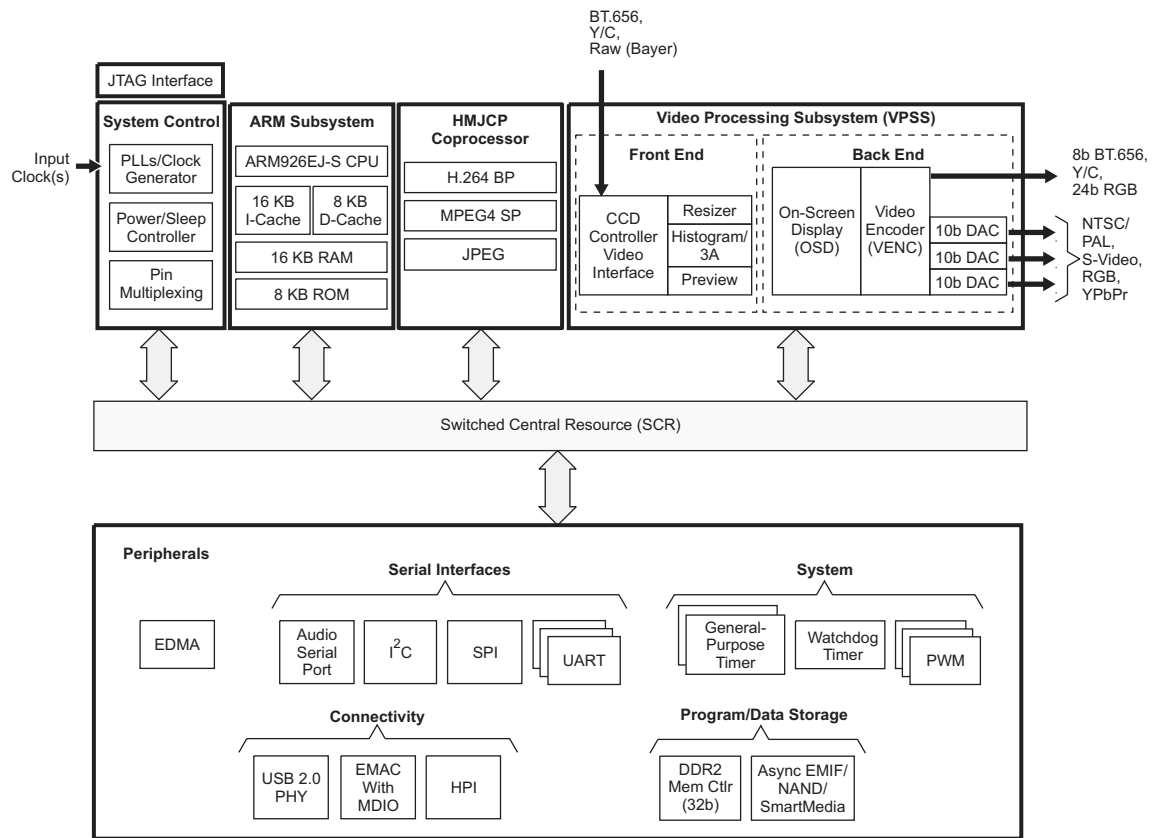 BT.656,
Y/C,
Raw (Bayer)
JTAG Interface
System Control
ARM Subsystem
HMJCP
Coprocessor
Video Processing Subsystem (VPSS)
Input
Clock(s)
PLLs/Clock
Generator
Power/Sleep
Controller
Pin
Multiplexing
ARM926EJ-S CPU
16 KB
I-Cache
8 KB
D-Cache
16 KB RAM
8 KB ROM
H.264 BP
MPEG4 SP
JPEG
Front End
CCD
Controller
Video
Interface
Resizer
Histogram/
3A
Preview
Back End
On-Screen
Display
(OSD)
Video
Encoder
(VENC)
10b DAC
10b DAC
10b DAC
8b BT.656,
Y/C,
24b RGB
NTSC/
PAL,
S-Video,
RGB,
YPbPr
Switched Central Resource (SCR)
Peripherals
EDMA
Serial Interfaces
Audio
Serial
Port
I²C
SPI
UART
System
General-
Purpose
Timer
Watchdog
Timer
PWM
Connectivity
USB 2.0
PHY
EMAC
With
MDIO
HPI
Program/Data Storage
DDR2
Mem Ctlr
(32b)
Async EMIF/
NAND/
SmartMedia